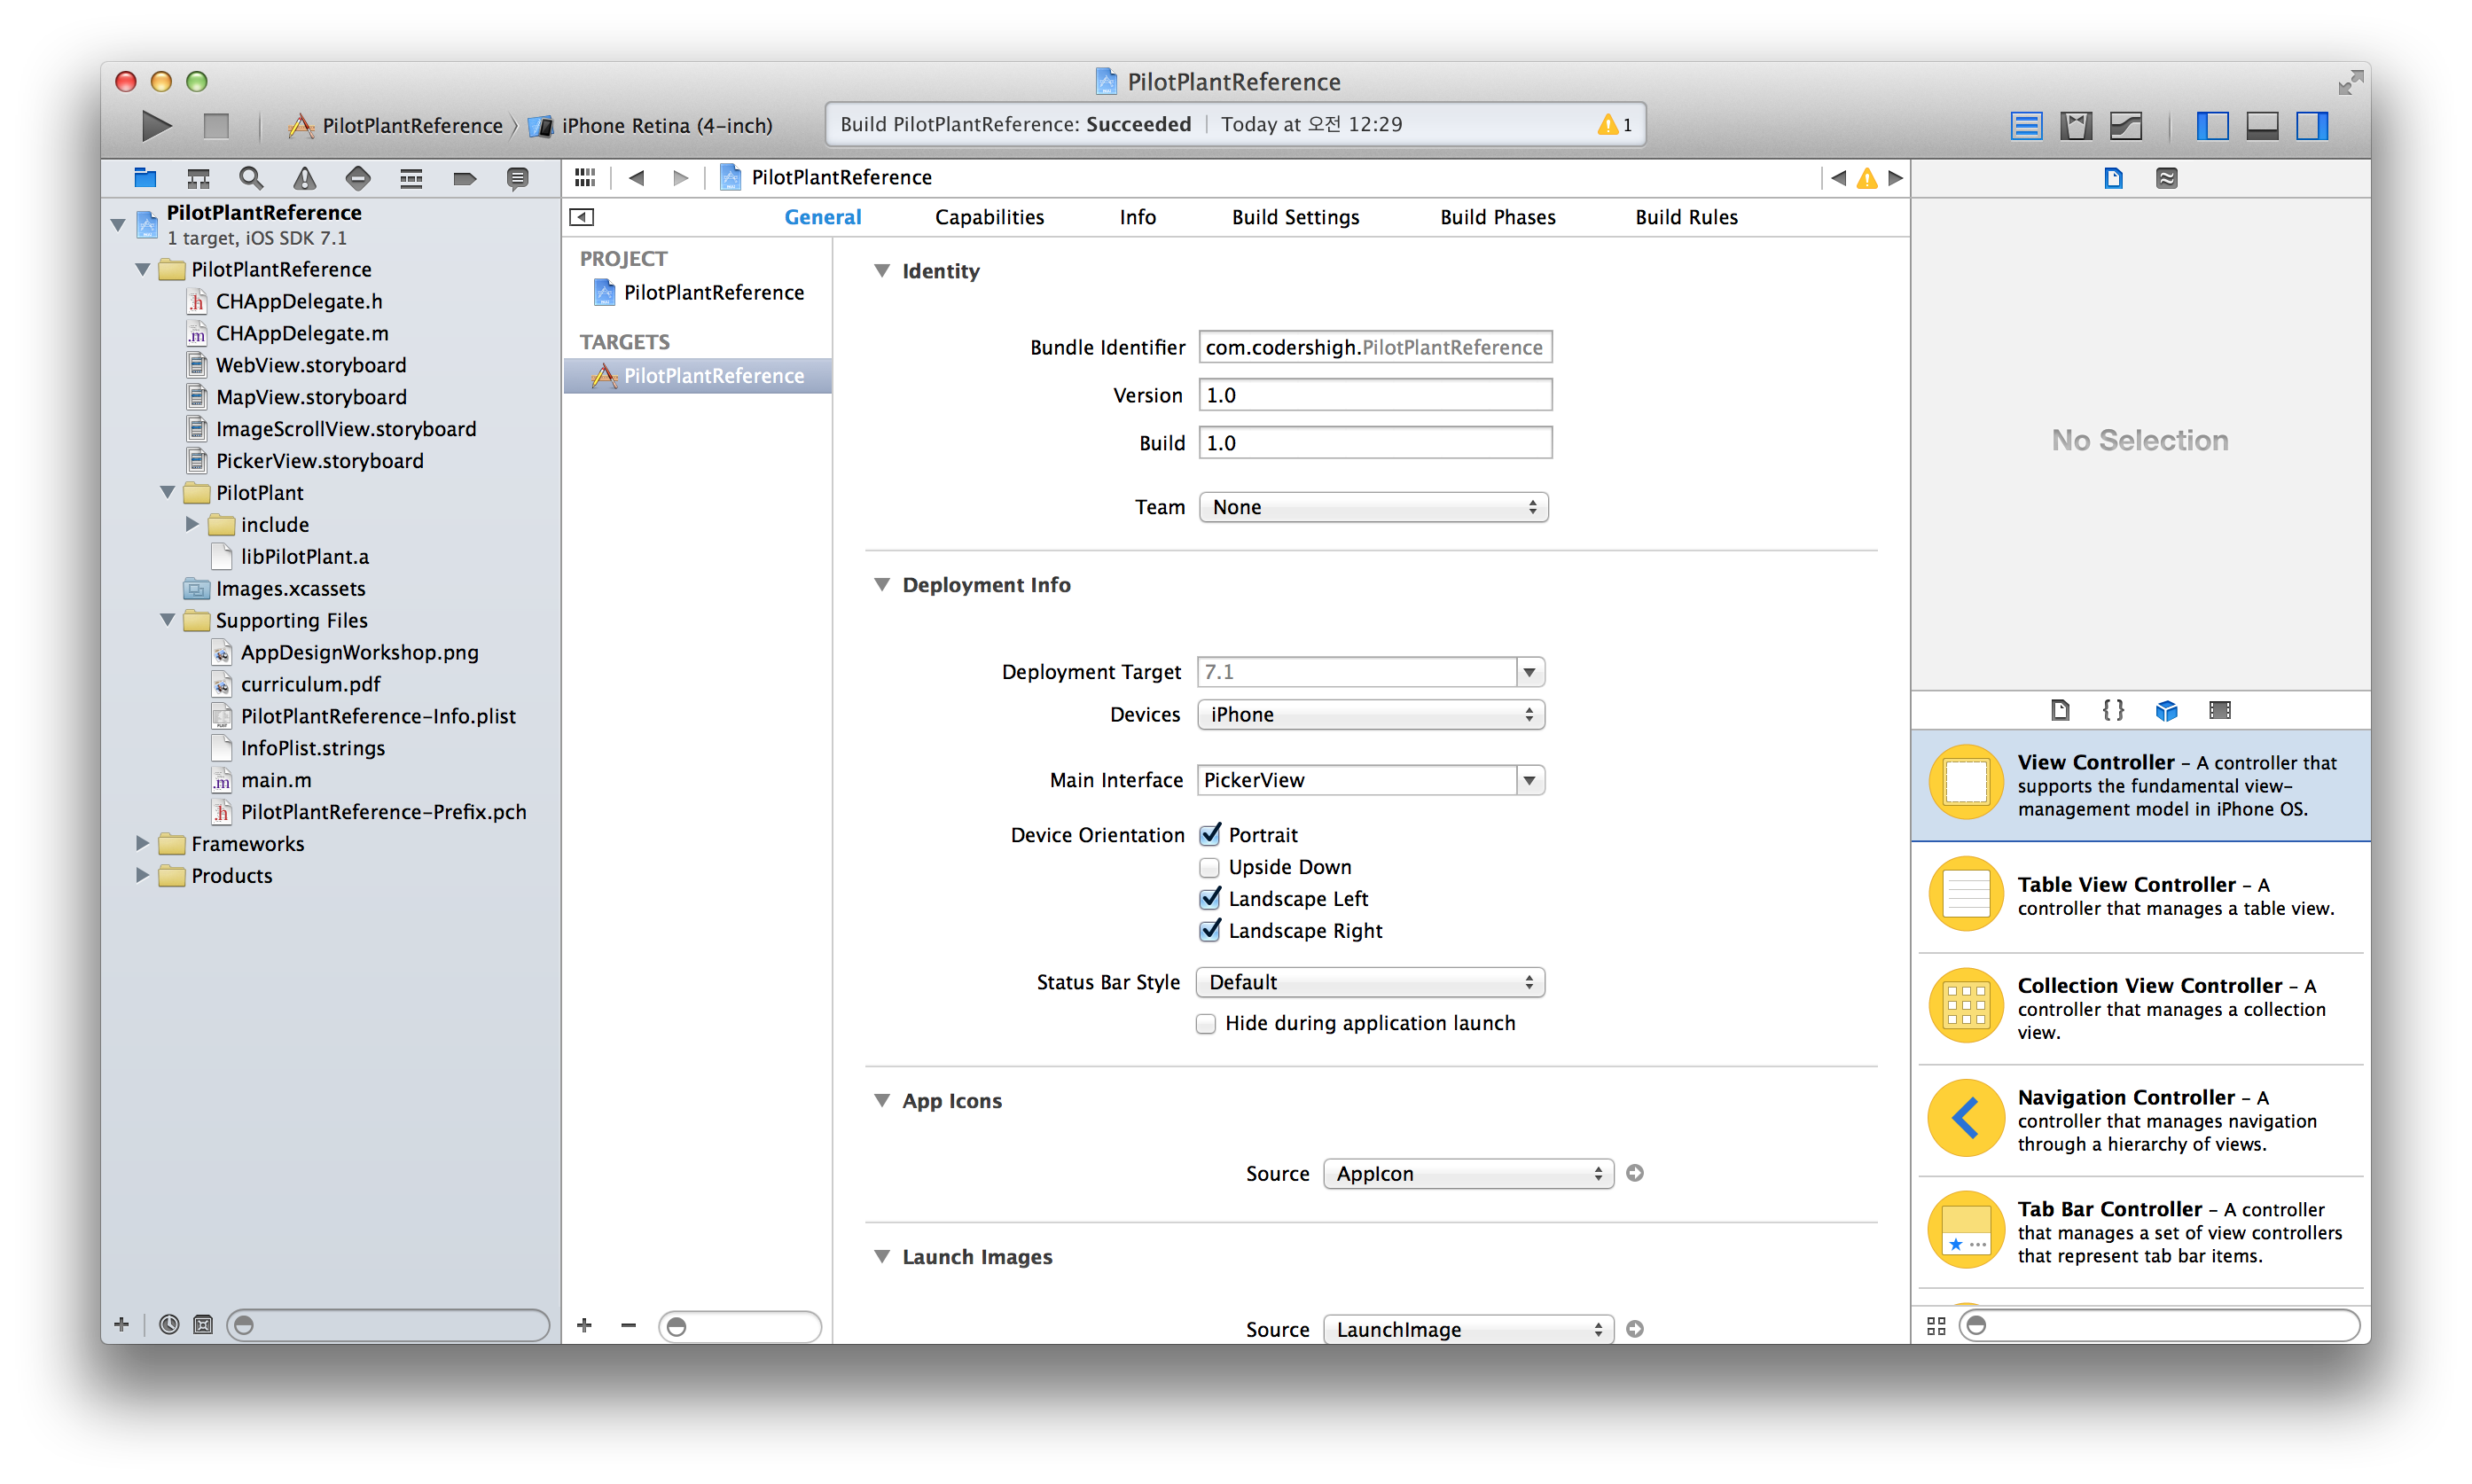 PilotPlantReference
PilotPlantReference
iPhone Retina (4-inch)
Build PilotPlantReference: Succeeded
Today at 오전 12:29
1
PilotPlantReference
1 target, iOS SDK 7.1
PilotPlantReference
CHAppDelegate.h
CHAppDelegate.m
WebView.storyboard
MapView.storyboard
ImageScrollView.storyboard
PickerView.storyboard
PilotPlant
include
libPilotPlant.a
Images.xcassets
Supporting Files
AppDesignWorkshop.png
curriculum.pdf
PilotPlantReference-Info.plist
InfoPlist.strings
main.m
PilotPlantReference-Prefix.pch
Frameworks
Products
PilotPlantReference
General
Capabilities
Info
Build Settings
Build Phases
Build Rules
PROJECT
PilotPlantReference
TARGETS
PilotPlantReference
Identity
Bundle Identifier com.codershigh.PilotPlantReference
Version 1.0
Build 1.0
Team None
Deployment Info
Deployment Target 7.1
Devices iPhone
Main Interface PickerView
Device Orientation Portrait
Upside Down
Landscape Left
Landscape Right
Status Bar Style Default
Hide during application launch
App Icons
Source AppIcon
Launch Images
Source LaunchImage
No Selection
View Controller – A controller that
supports the fundamental view-
management model in iPhone OS.
Table View Controller – A
controller that manages a table view.
Collection View Controller – A
controller that manages a collection
view.
Navigation Controller – A
controller that manages navigation
through a hierarchy of views.
Tab Bar Controller – A controller
that manages a set of view controllers
that represent tab bar items.